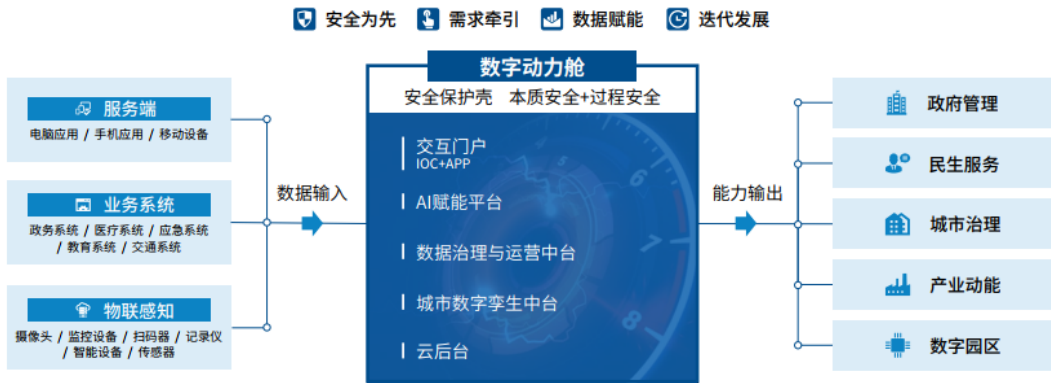 安全为先 需求牵引 数据赋能 迭代发展
服务端
电脑应用 / 手机应用 / 移动设备
业务系统
政务系统 / 医疗系统 / 应急系统
/ 教育系统 / 交通系统
物联感知
摄像头 / 监控设备 / 扫码器 / 记录仪
/ 智能设备 / 传感器
数据输入
数字动力舱
安全保护壳 本质安全+过程安全
交互门户
IOC+APP
AI赋能平台
数据治理与运营中台
城市数字孪生中台
云后台
5
6
7
8
能力输出
政府管理
民生服务
城市治理
产业动能
数字园区